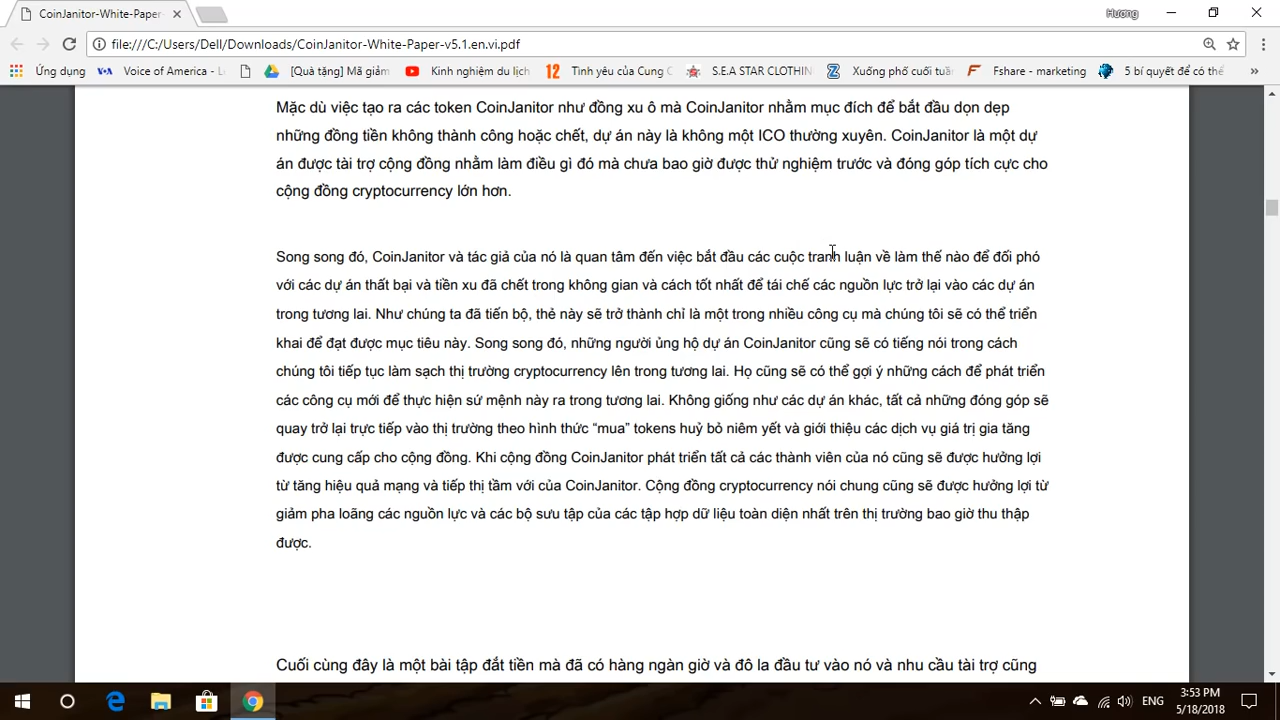 CoinJanitor-White-Paper-
Hương
file:///C:/Users/Dell/Downloads/CoinJanitor-White-Paper-v5.1.en.vi.pdf
Ứng dụng VOA Voice of America - L [Quà tặng] Mã giảm Kinh nghiệm du lịch 12 Tình yêu của Cung C S.E.A STAR CLOTHIN Z Xuống phố cuối tuần Fshare - marketing 5 bí quyết để có thể »
Mặc dù việc tạo ra các token CoinJanitor như đồng xu ô mà CoinJanitor nhằm mục đích để bắt đầu dọn dẹp
những đồng tiền không thành công hoặc chết, dự án này là không một ICO thường xuyên. CoinJanitor là một dự
án được tài trợ cộng đồng nhằm làm điều gì đó mà chưa bao giờ được thử nghiệm trước và đóng góp tích cực cho
cộng đồng cryptocurrency lớn hơn.
Song song đó, CoinJanitor và tác giả của nó là quan tâm đến việc bắt đầu các cuộc tranh luận về làm thế nào để đối phó
với các dự án thất bại và tiền xu đã chết trong không gian và cách tốt nhất để tái chế các nguồn lực trở lại vào các dự án
trong tương lai. Như chúng ta đã tiến bộ, thẻ này sẽ trở thành chỉ là một trong nhiều công cụ mà chúng tôi sẽ có thể triển
khai để đạt được mục tiêu này. Song song đó, những người ủng hộ dự án CoinJanitor cũng sẽ có tiếng nói trong cách
chúng tôi tiếp tục làm sạch thị trường cryptocurrency lên trong tương lai. Họ cũng sẽ có thể gợi ý những cách để phát triển
các công cụ mới để thực hiện sứ mệnh này ra trong tương lai. Không giống như các dự án khác, tất cả những đóng góp sẽ
quay trở lại trực tiếp vào thị trường theo hình thức “mua” tokens huỷ bỏ niêm yết và giới thiệu các dịch vụ giá trị gia tăng
được cung cấp cho cộng đồng. Khi cộng đồng CoinJanitor phát triển tất cả các thành viên của nó cũng sẽ được hưởng lợi
từ tăng hiệu quả mạng và tiếp thị tầm với của CoinJanitor. Cộng đồng cryptocurrency nói chung cũng sẽ được hưởng lợi từ
giảm pha loãng các nguồn lực và các bộ sưu tập của các tập hợp dữ liệu toàn diện nhất trên thị trường bao giờ thu thập
được.
Cuối cùng đây là một bài tập đắt tiền mà đã có hàng ngàn giờ và đô la đầu tư vào nó và nhu cầu tài trợ cũng
ENG
3:53 PM
5/18/2018